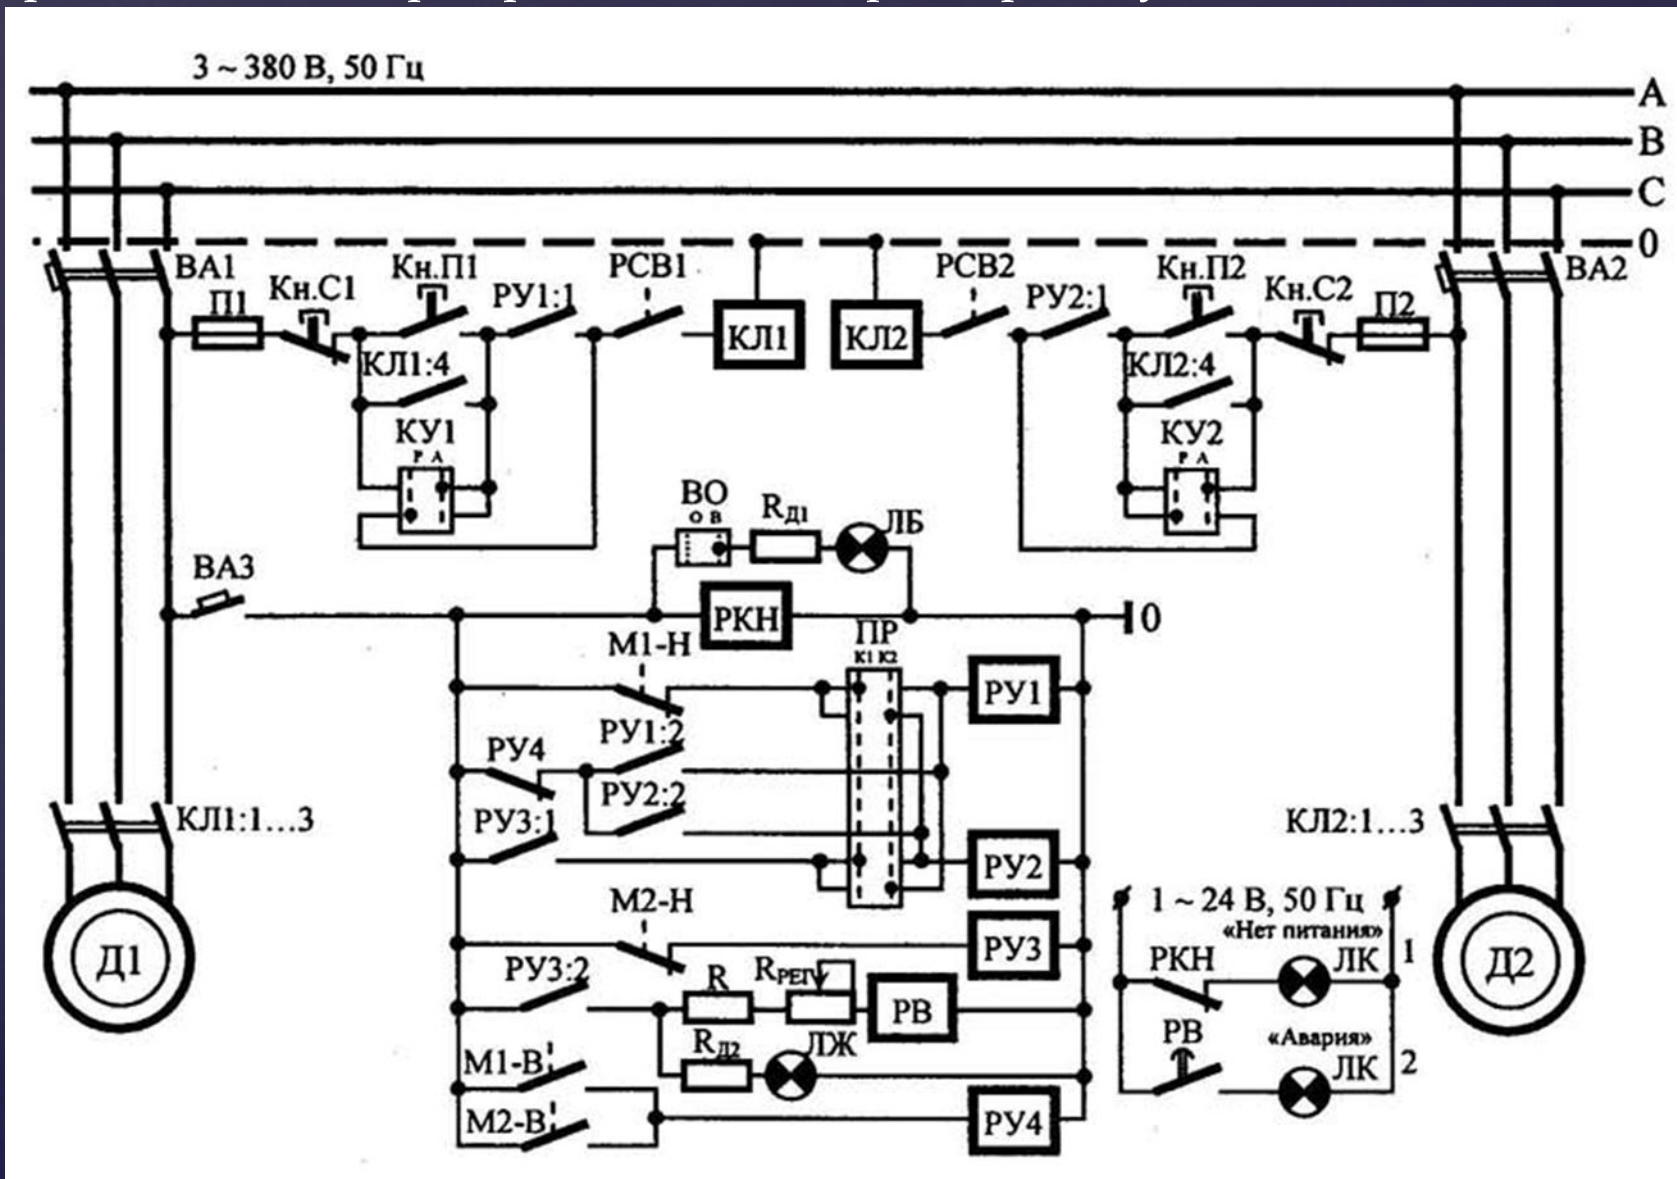 3 ~ 380 В, 50 Гц
A
B
C
0
ВА1
П1
Кн.С1
Кн.П1
РУ1:1
РСВ1
КЛ1
КЛ2
РСВ2
РУ2:1
Кн.П2
Кн.С2
П2
ВА2
КЛ1:4
КЛ2:4
КУ1
Р А
КУ2
Р А
ВО
О В
RД1
ЛБ
ВА3
РКН
0
М1-Н
ПР
К1 К2
РУ1
РУ1:2
РУ4
РУ2:2
РУ3:1
РУ2
КЛ1:1...3
КЛ2:1...3
М2-Н
РУ3
Д1
РУ3:2
R
RРЕГ
РВ
RД2
ЛЖ
М1-В
М2-В
РУ4
1 ~ 24 В, 50 Гц
«Нет питания»
РКН
ЛК
1
РВ
«Авария»
ЛК
2
Д2